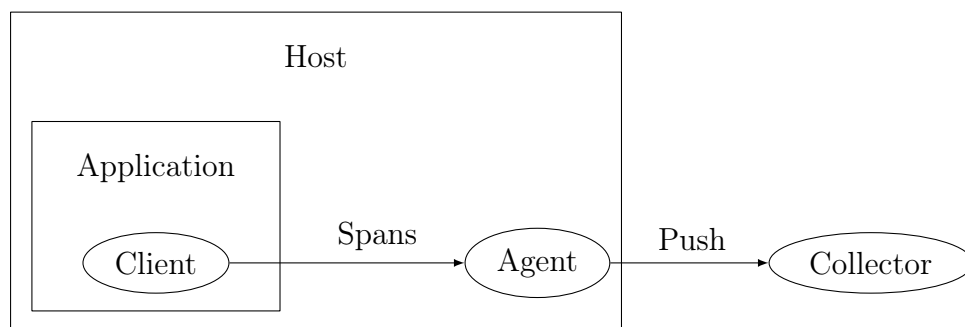 Host
Application
Spans
Push
Client
Agent
Collector